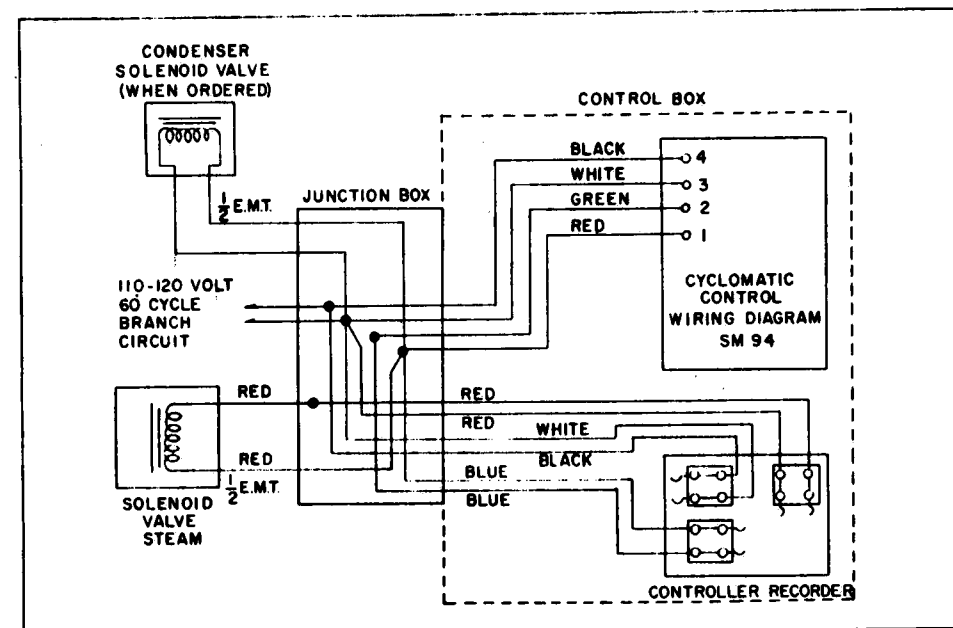 CONDENSER
SOLENOID VALVE
(WHEN ORDERED)
CONTROL BOX
BLACK
4
WHITE
3
GREEN
2
RED
1
JUNCTION BOX
1/2 E.M.T.
110-120 VOLT
60 CYCLE
BRANCH
CIRCUIT
CYCLOMATIC
CONTROL
WIRING DIAGRAM
SM 94
RED
RED
RED
WHITE
BLACK
RED
BLUE
1/2 E.M.T.
BLUE
SOLENOID
VALVE
STEAM
CONTROLLER RECORDER